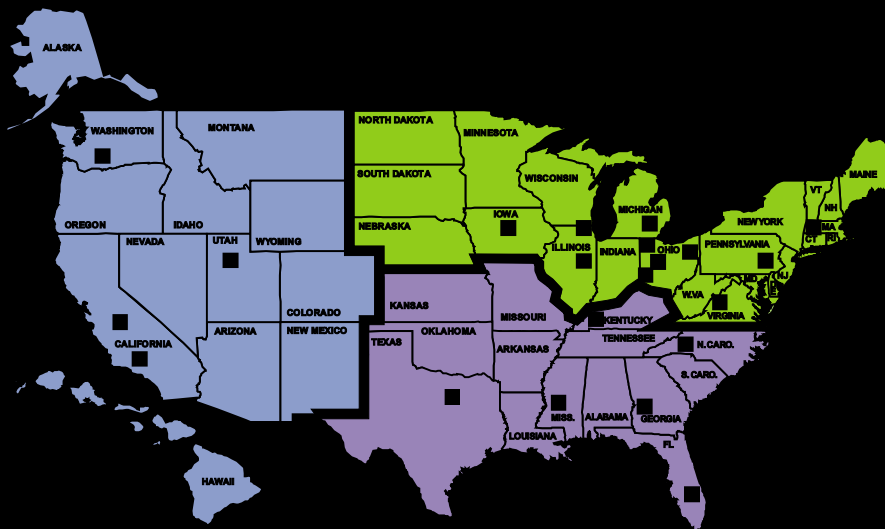 ALASKA
WASHINGTON
MONTANA
NORTH DAKOTA
MINNESOTA
SOUTH DAKOTA
WISCONSIN
MAINE
VT
NH
MICHIGAN
IOWA
NEW YORK
OREGON
IDAHO
NEBRASKA
MA
RI
CT
NEVADA
UTAH
WYOMING
ILLINOIS
INDIANA
OHIO
PENNSYLVANIA
NJ
MD
W.VA
VIRGINIA
COLORADO
KANSAS
MISSOURI
KENTUCKY
ARIZONA
NEW MEXICO
OKLAHOMA
TENNESSEE
N. CARO.
CALIFORNIA
TEXAS
ARKANSAS
S. CARO.
MISS.
ALABAMA
GEORGIA
LOUISIANA
FL
HAWAII